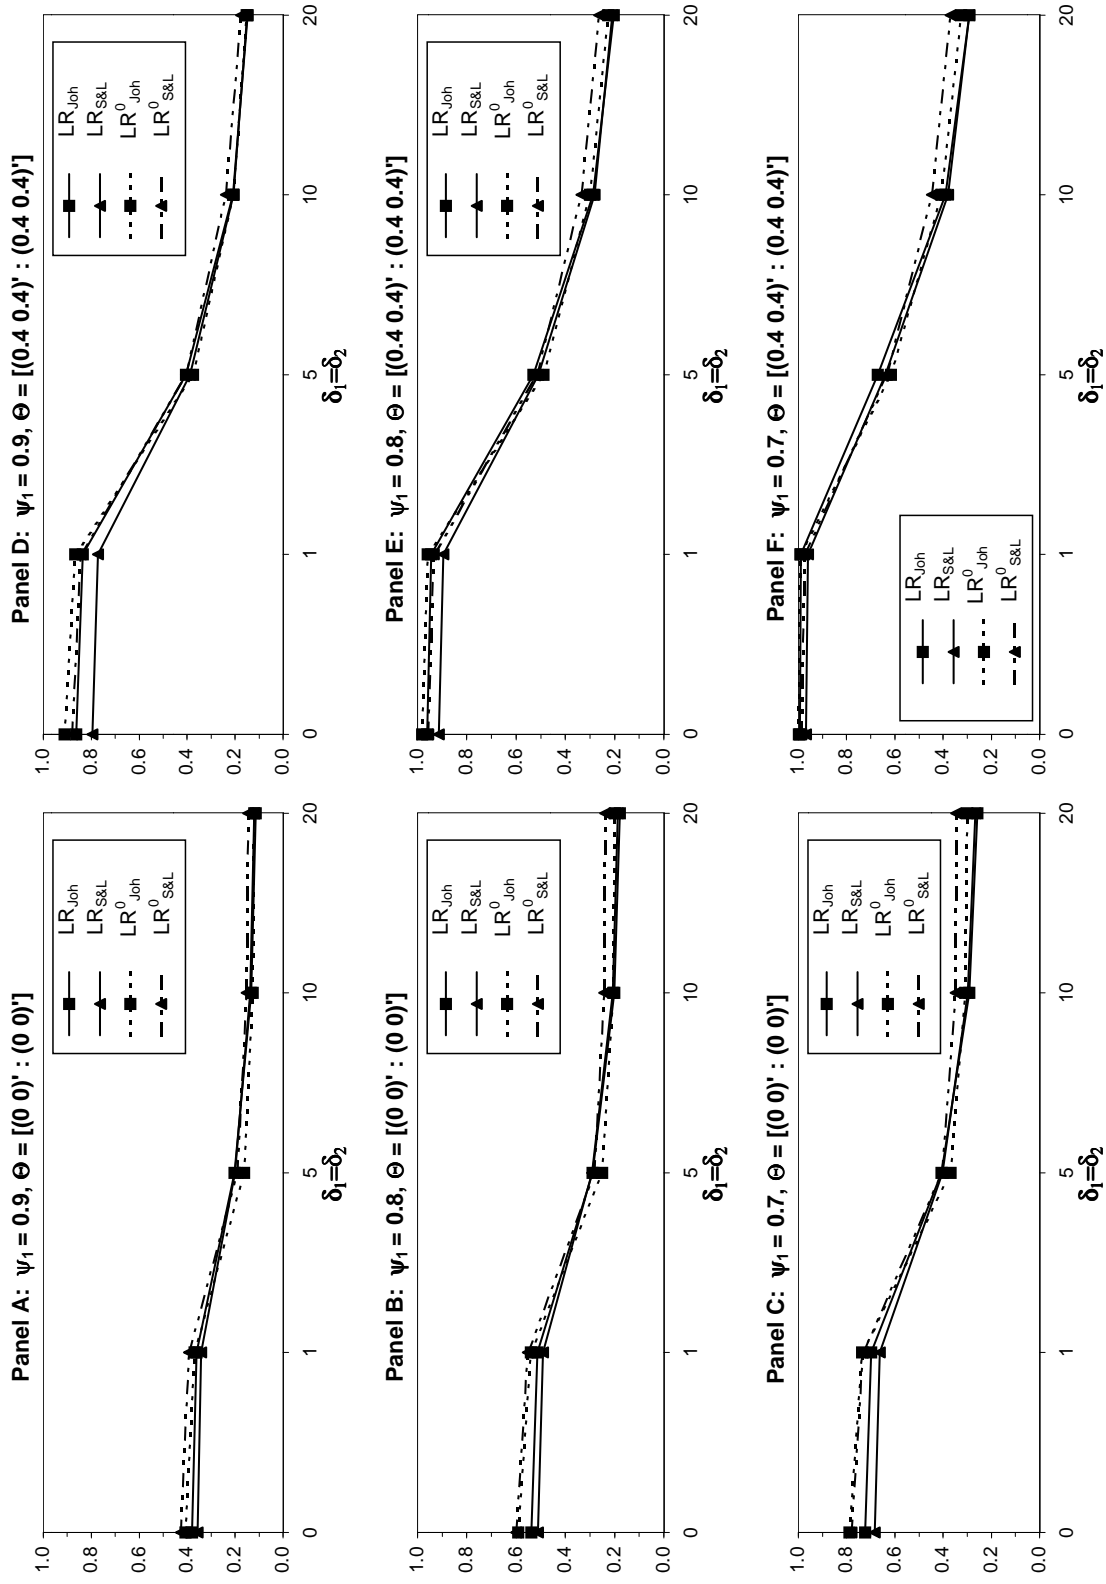 Panel A: ψ1 = 0.9, Θ = [(0 0)' : (0 0)']
1.0
0.8
0.6
0.4
0.2
0.0
0
1
5
10
20
δ1=δ2
LRJoh
LRS&L
LR0Joh
LR0S&L
Panel D: ψ1 = 0.9, Θ = [(0.4 0.4)' : (0.4 0.4)']
1.0
0.8
0.6
0.4
0.2
0.0
0
1
5
10
20
δ1=δ2
LRJoh
LRS&L
LR0Joh
LR0S&L
Panel B: ψ1 = 0.8, Θ = [(0 0)' : (0 0)']
1.0
0.8
0.6
0.4
0.2
0.0
0
1
5
10
20
δ1=δ2
LRJoh
LRS&L
LR0Joh
LR0S&L
Panel E: ψ1 = 0.8, Θ = [(0.4 0.4)' : (0.4 0.4)']
1.0
0.8
0.6
0.4
0.2
0.0
0
1
5
10
20
δ1=δ2
LRJoh
LRS&L
LR0Joh
LR0S&L
Panel C: ψ1 = 0.7, Θ = [(0 0)' : (0 0)']
1.0
0.8
0.6
0.4
0.2
0.0
0
1
5
10
20
δ1=δ2
LRJoh
LRS&L
LR0Joh
LR0S&L
Panel F: ψ1 = 0.7, Θ = [(0.4 0.4)' : (0.4 0.4)']
1.0
0.8
0.6
0.4
0.2
0.0
0
1
5
10
20
δ1=δ2
LRJoh
LRS&L
LR0Joh
LR0S&L